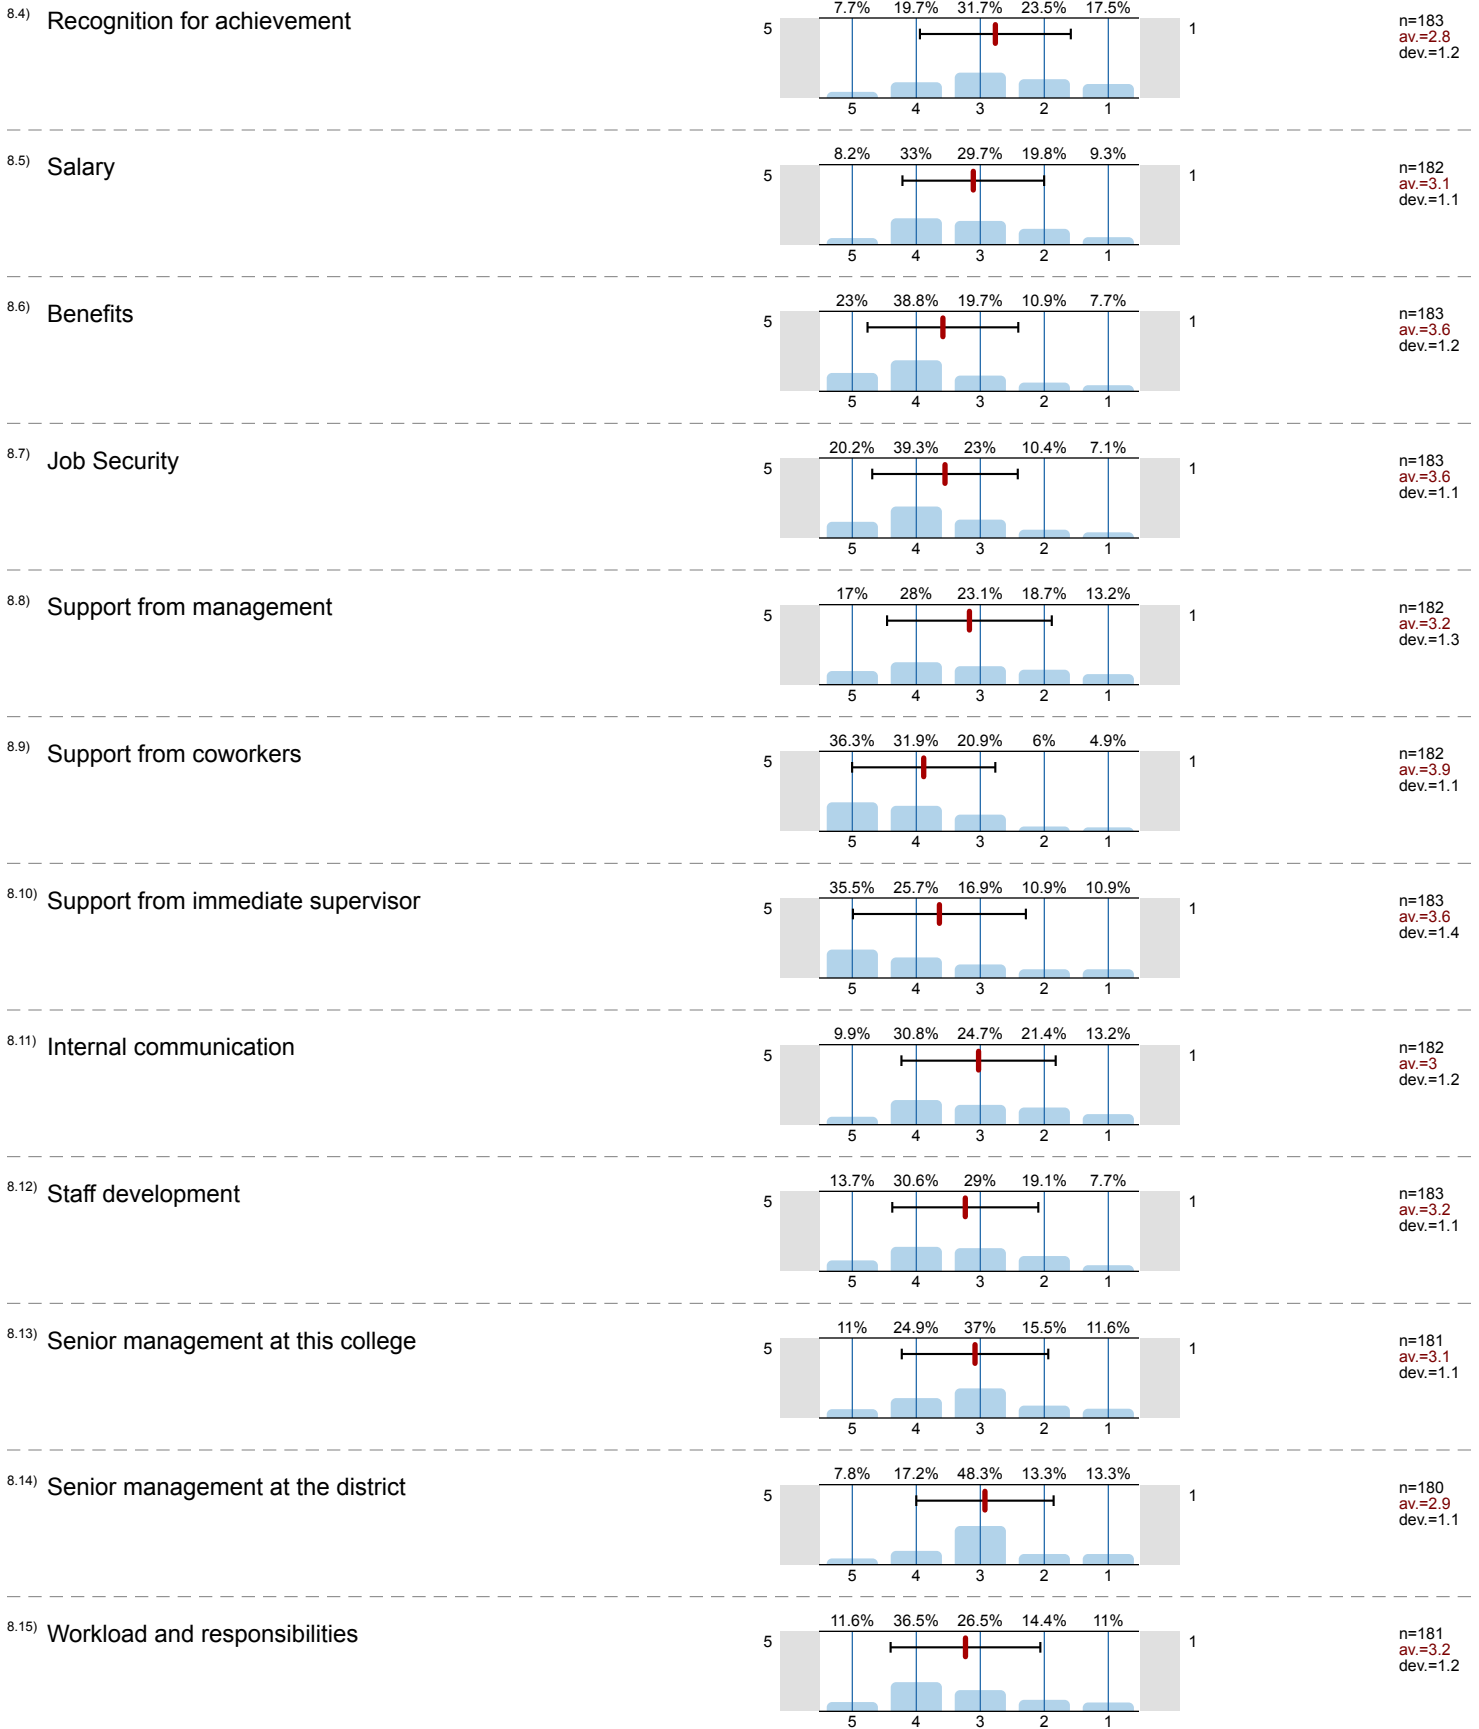 8.4) Recognition for achievement
7.7% 19.7% 31.7% 23.5% 17.5%
5 1
5 4 3 2 1
n=183
av.=2.8
dev.=1.2
8.5) Salary
8.2% 33% 29.7% 19.8% 9.3%
5 1
5 4 3 2 1
n=182
av.=3.1
dev.=1.1
8.6) Benefits
23% 38.8% 19.7% 10.9% 7.7%
5 1
5 4 3 2 1
n=183
av.=3.6
dev.=1.2
8.7) Job Security
20.2% 39.3% 23% 10.4% 7.1%
5 1
5 4 3 2 1
n=183
av.=3.6
dev.=1.1
8.8) Support from management
17% 28% 23.1% 18.7% 13.2%
5 1
5 4 3 2 1
n=182
av.=3.2
dev.=1.3
8.9) Support from coworkers
36.3% 31.9% 20.9% 6% 4.9%
5 1
5 4 3 2 1
n=182
av.=3.9
dev.=1.1
8.10) Support from immediate supervisor
35.5% 25.7% 16.9% 10.9% 10.9%
5 1
5 4 3 2 1
n=183
av.=3.6
dev.=1.4
8.11) Internal communication
9.9% 30.8% 24.7% 21.4% 13.2%
5 1
5 4 3 2 1
n=182
av.=3
dev.=1.2
8.12) Staff development
13.7% 30.6% 29% 19.1% 7.7%
5 1
5 4 3 2 1
n=183
av.=3.2
dev.=1.1
8.13) Senior management at this college
11% 24.9% 37% 15.5% 11.6%
5 1
5 4 3 2 1
n=181
av.=3.1
dev.=1.1
8.14) Senior management at the district
7.8% 17.2% 48.3% 13.3% 13.3%
5 1
5 4 3 2 1
n=180
av.=2.9
dev.=1.1
8.15) Workload and responsibilities
11.6% 36.5% 26.5% 14.4% 11%
5 1
5 4 3 2 1
n=181
av.=3.2
dev.=1.2